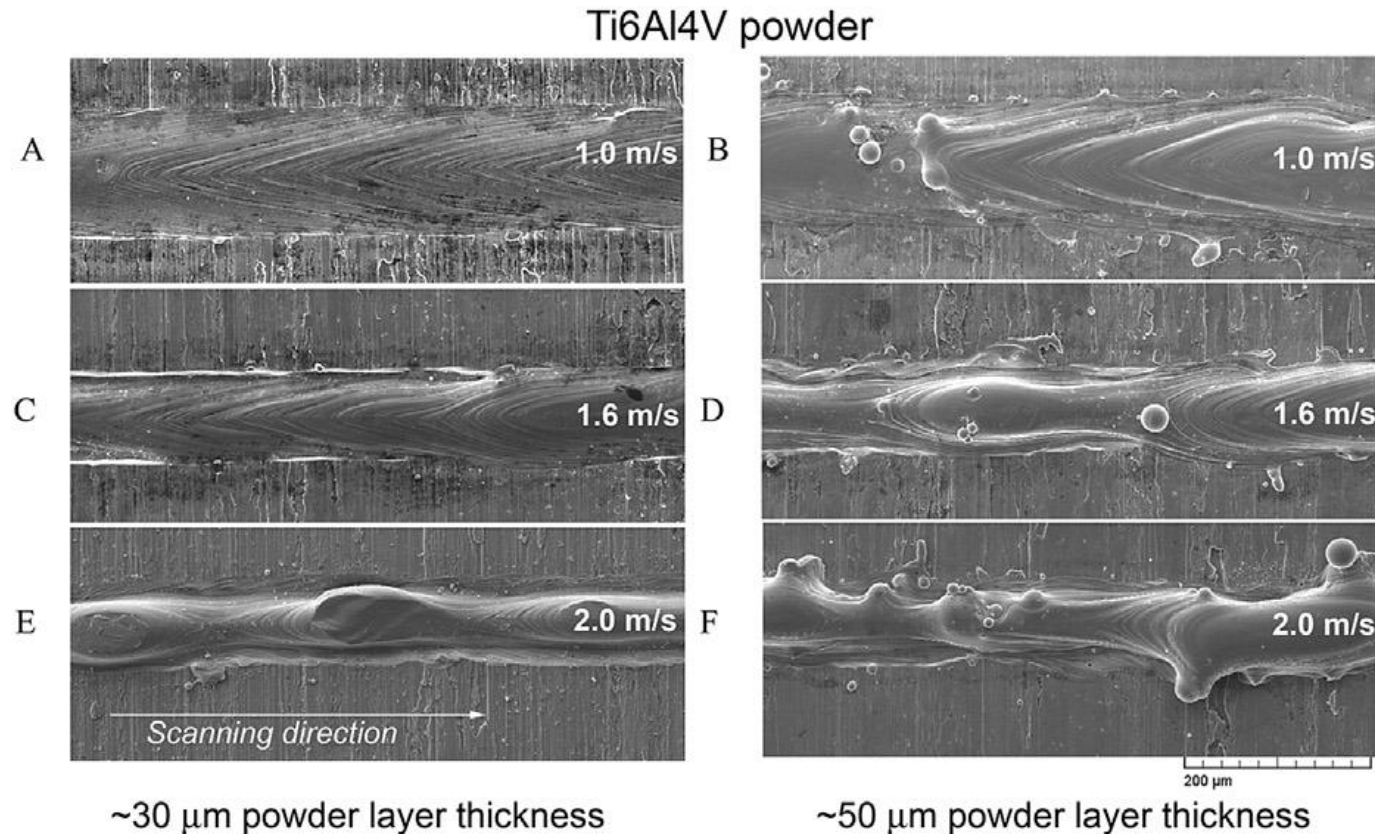 Ti6Al4V powder
A
1.0 m/s
B
1.0 m/s
C
1.6 m/s
D
1.6 m/s
E
2.0 m/s
F
2.0 m/s
Scanning direction
200 µm
~30 µm powder layer thickness
~50 µm powder layer thickness